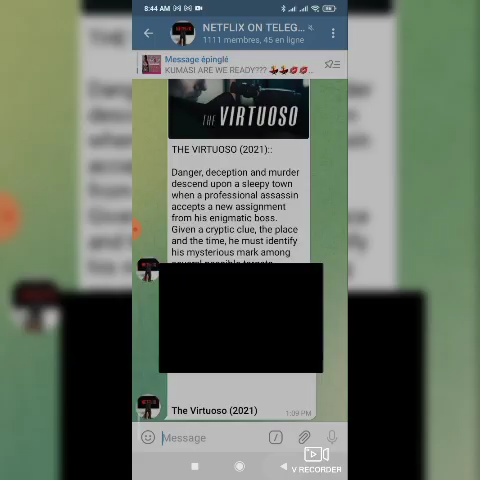 8:44 AM
NETFLIX ON TELEG...
1111 membres, 45 en ligne
Message épinglé
KUMASI ARE WE READY??? 💃💃💋💋...
THE VIRTUOSO
THE VIRTUOSO (2021)::
Danger, deception and murder
descend upon a sleepy town
when a professional assassin
accepts a new assignment
from his enigmatic boss.
Given a cryptic clue, the place
and the time, he must identify
his mysterious mark among
several possible targets
The Virtuoso (2021)
1:09 PM
Message
V RECORDER